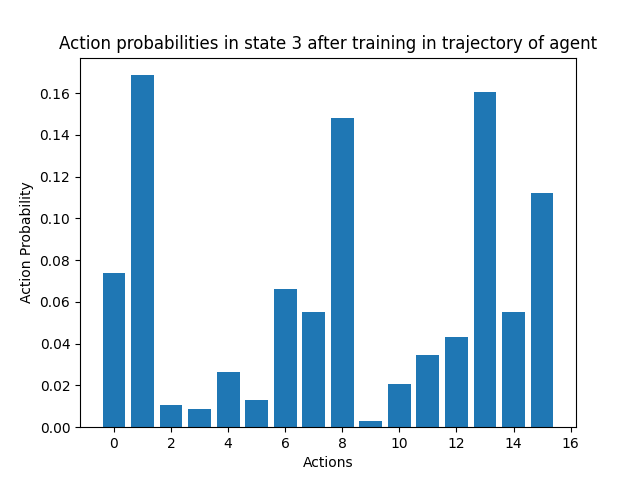 Action probabilities in state 3 after training in trajectory of agent
Action Probability
0.16
0.14
0.12
0.10
0.08
0.06
0.04
0.02
0.00
0 2 4 6 8 10 12 14 16
Actions